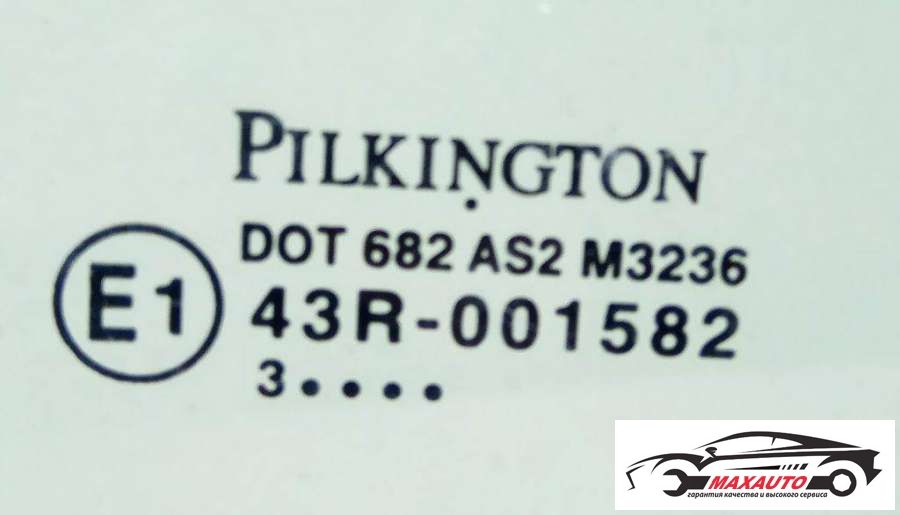 PILKINGTON
DOT 682 AS2 M3236
E1
43R-001582
3••••
MAXAUTO
гарантия качества и высокого сервиса